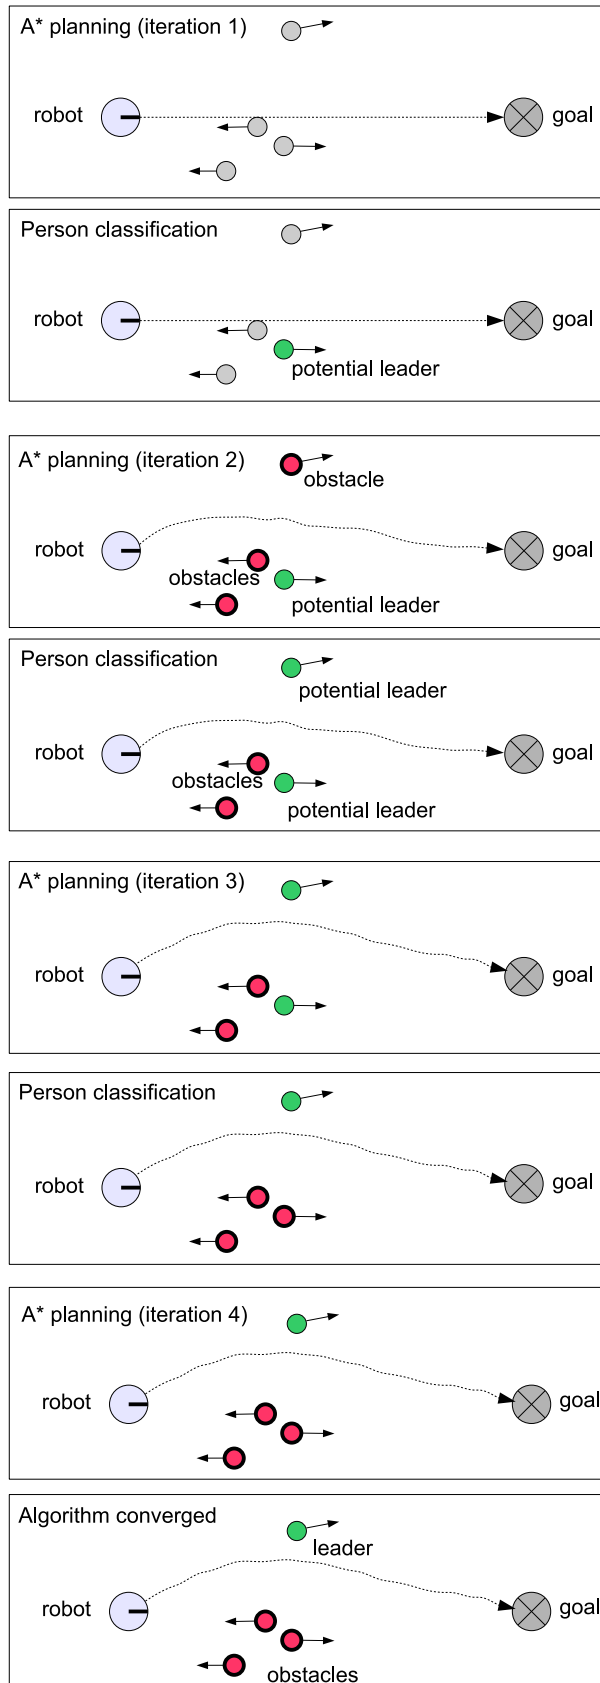 A* planning (iteration 1)
robot
goal
Person classification
robot
goal
potential leader
A* planning (iteration 2)
obstacle
robot
goal
obstacles
potential leader
Person classification
potential leader
robot
goal
obstacles
potential leader
A* planning (iteration 3)
robot
goal
Person classification
robot
goal
A* planning (iteration 4)
robot
goal
Algorithm converged
leader
robot
goal
obstacles